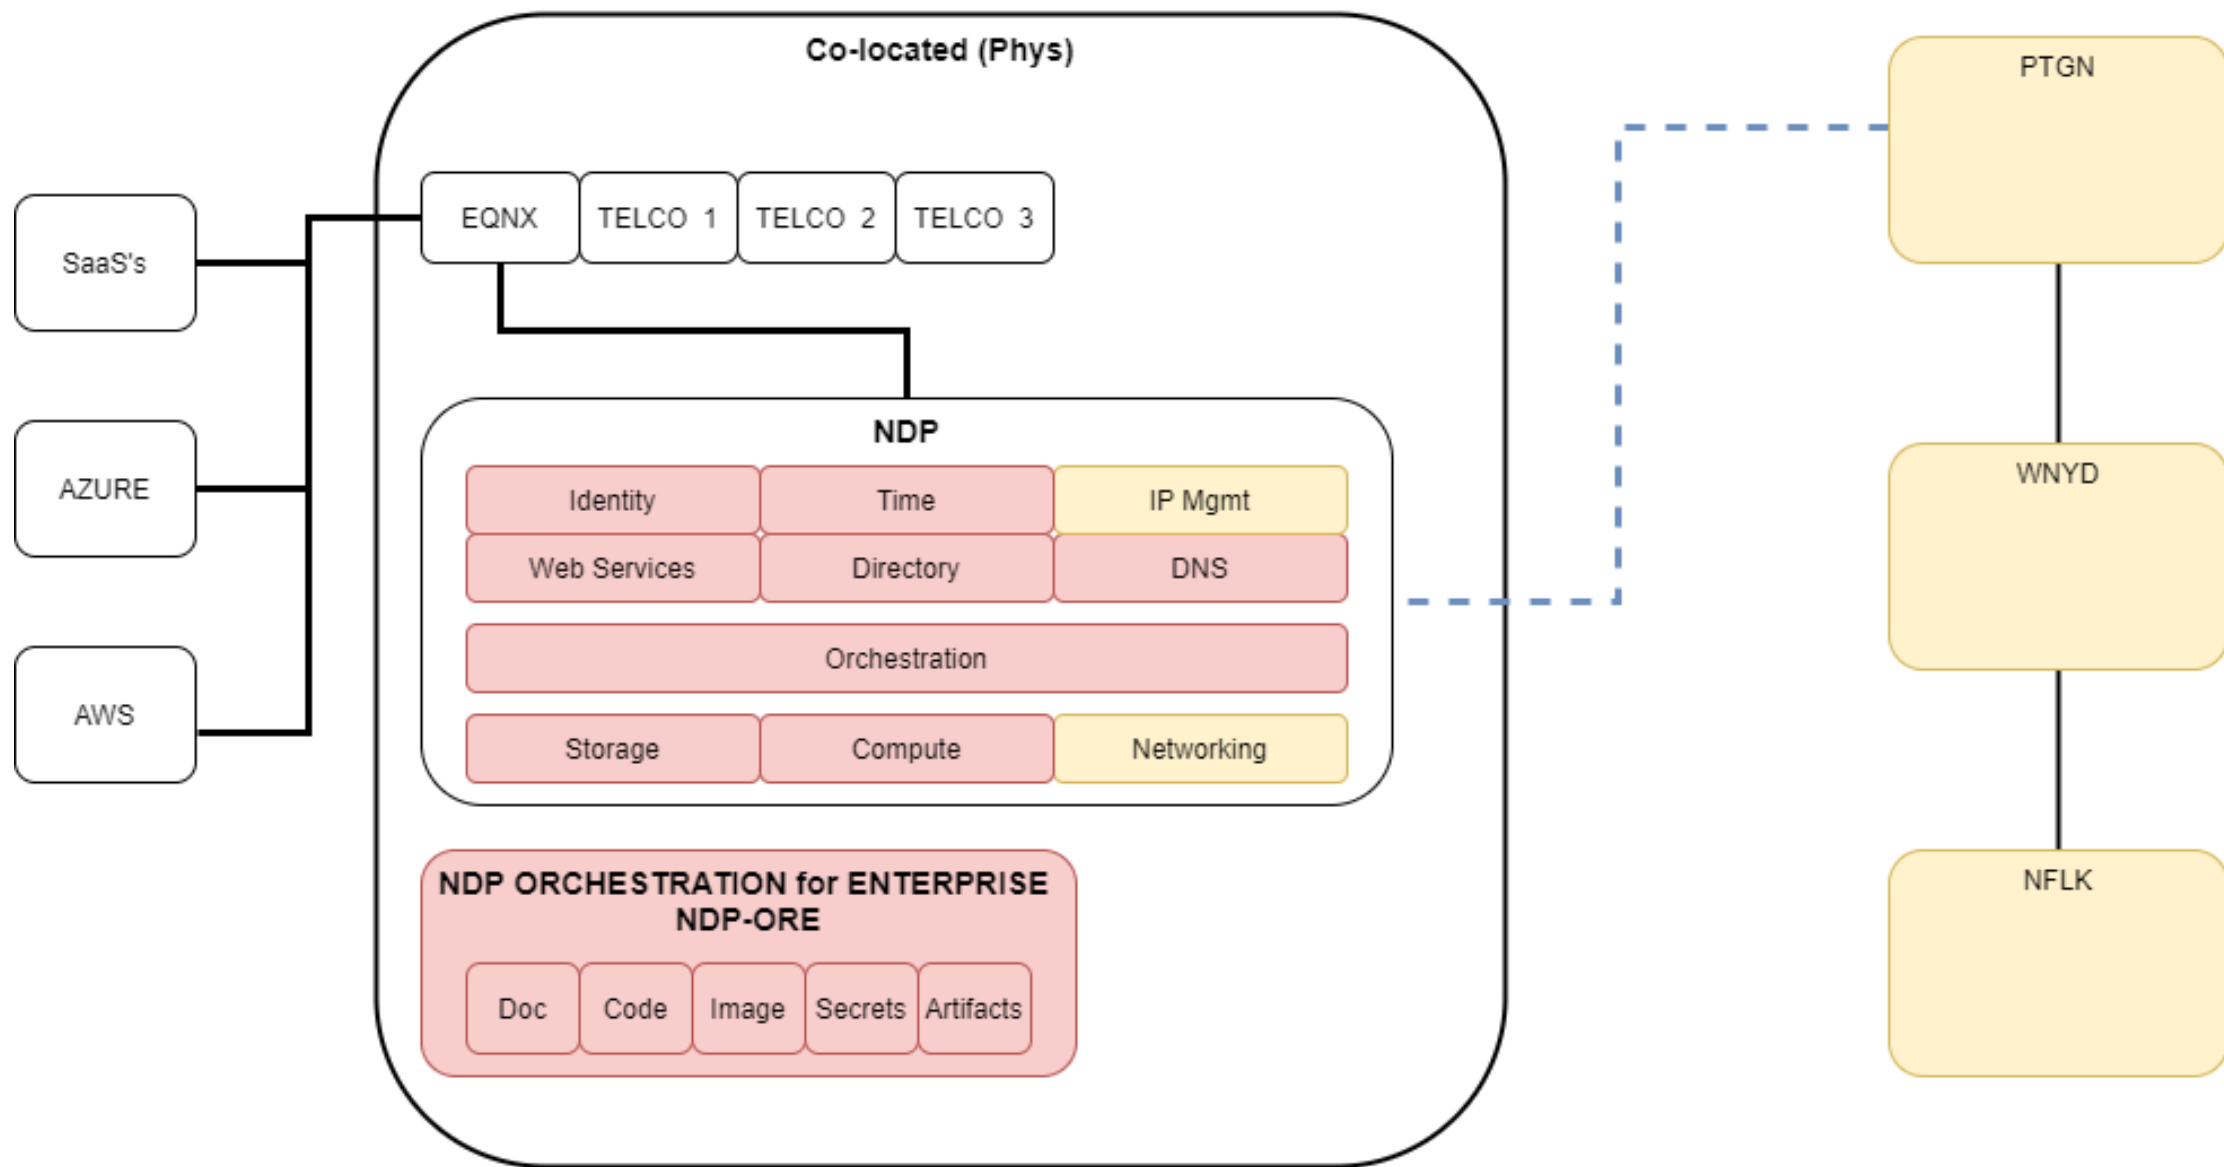 Co-located (Phys)
PTGN
EQNX
TELCO 1
TELCO 2
TELCO 3
SaaS's
NDP
WNYD
AZURE
Identity
Time
IP Mgmt
Web Services
Directory
DNS
Orchestration
AWS
Storage
Compute
Networking
NDP ORCHESTRATION for ENTERPRISE
NDP-ORE
NFLK
Doc
Code
Image
Secrets
Artifacts